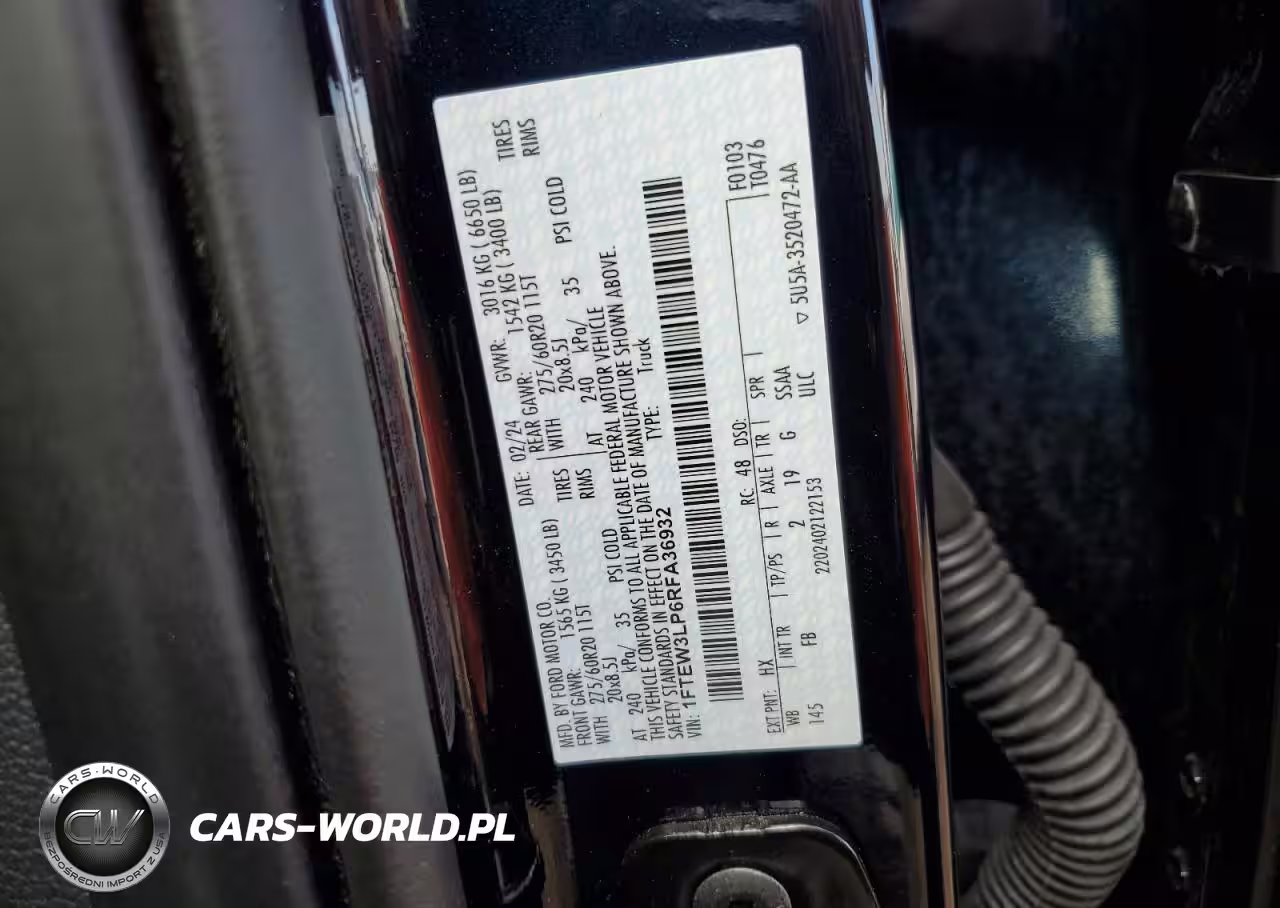 MFD. BY FORD MOTOR CO.
DATE: 02/24 GVWR: 3016 KG ( 6650 LB)
FRONT GAWR: 1565 KG ( 3450 LB) REAR GAWR: 1542 KG ( 3400 LB)
WITH 275/60R20 115T TIRES WITH 275/60R20 115T TIRES
20x8.5J RIMS 20x8.5J RIMS
AT 240 kPa/ 35 PSI COLD AT 240 kPa/ 35 PSI COLD
THIS VEHICLE CONFORMS TO ALL APPLICABLE FEDERAL MOTOR VEHICLE
SAFETY STANDARDS IN EFFECT ON THE DATE OF MANUFACTURE SHOWN ABOVE.
VIN: 1FTEW3LP6RFA36932 TYPE: Truck
F0103
T0476
EXT PNT: HX RC: 48 DSO:
WB INT TR TP/PS R AXLE TR SPR
145 FB 2 19 G SSAA
2202402122153 ULC ▽ 5U5A-3520472-AA
CARS-WORLD
CW
BEZPOŚREDNI IMPORT Z USA
CARS-WORLD.PL